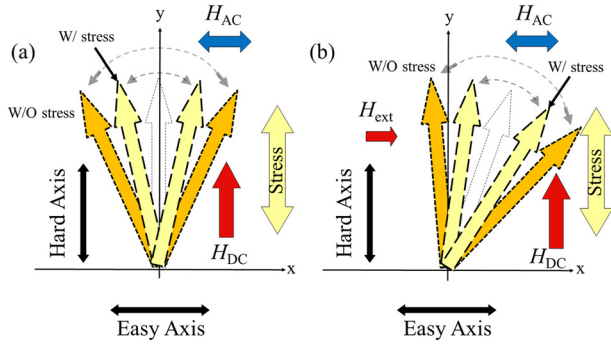 (a)
y
H_AC
W/ stress
W/O stress
Hard Axis
Stress
H_DC
x
Easy Axis
(b)
y
H_AC
W/O stress
W/ stress
H_ext
Hard Axis
Stress
H_DC
x
Easy Axis